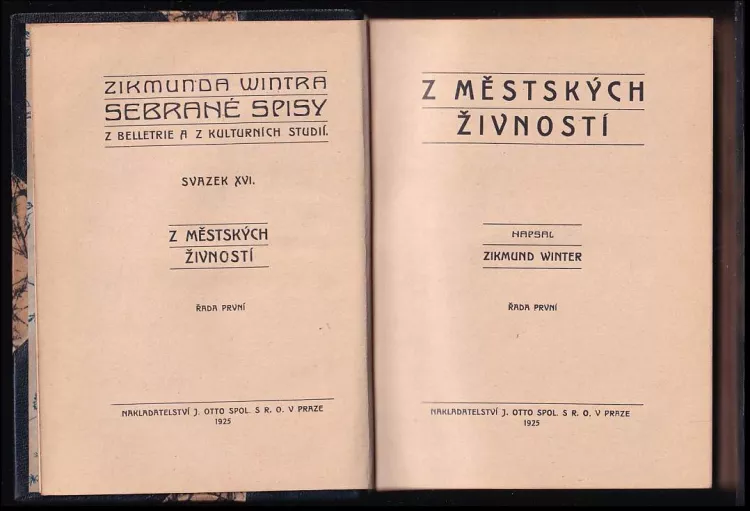 ZIKMUNDA WINTRA
SEBRANÉ SPISY
Z BELLETRIE A Z KULTURNÍCH STUDIÍ.
SVAZEK XVI.
Z MĚSTSKÝCH
ŽIVNOSTÍ
ŘADA PRVNÍ
NAKLADATELSTVÍ J. OTTO SPOL. S R. O. V PRAZE
1925
Z MĚSTSKÝCH
ŽIVNOSTÍ
NAPSAL
ZIKMUND WINTER
ŘADA PRVNÍ
NAKLADATELSTVÍ J. OTTO SPOL. S R. O. V PRAZE
1925